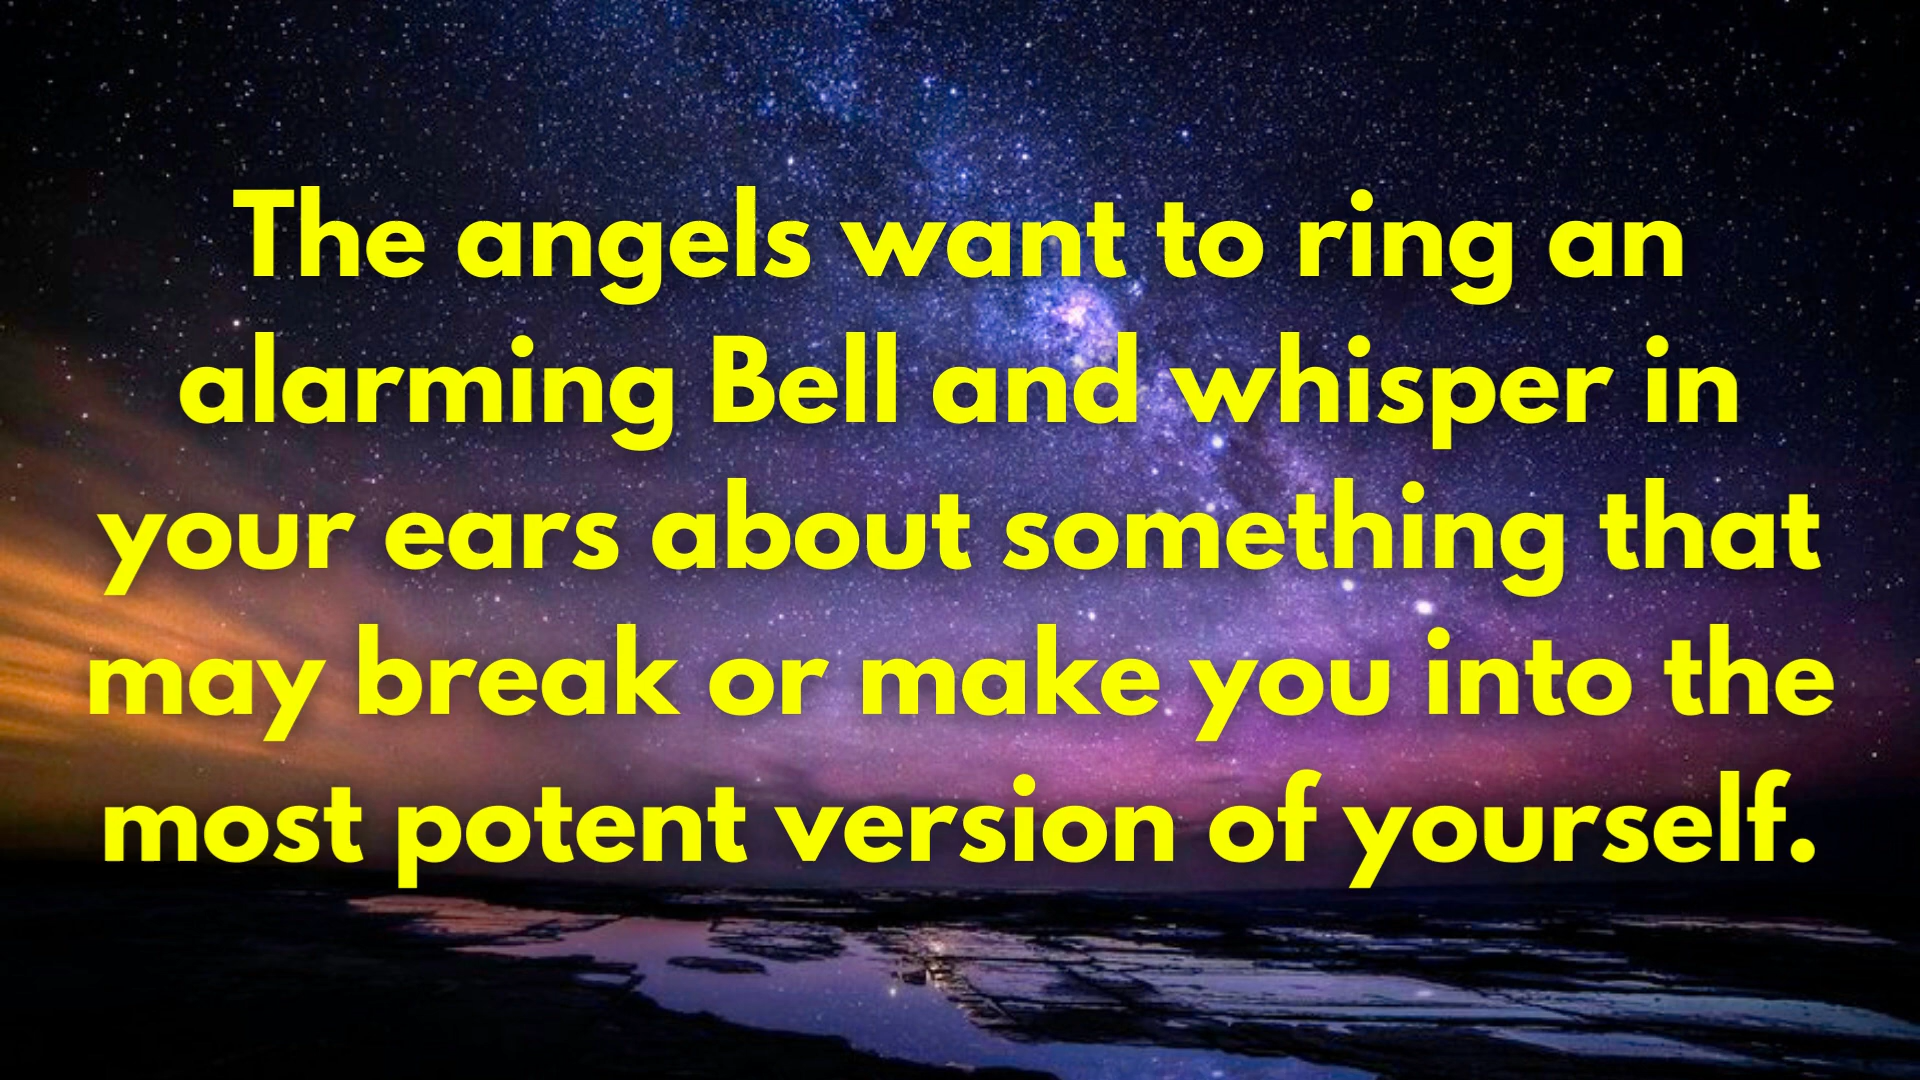 The angels want to ring an
alarming Bell and whisper in
your ears about something that
may break or make you into the
most potent version of yourself.